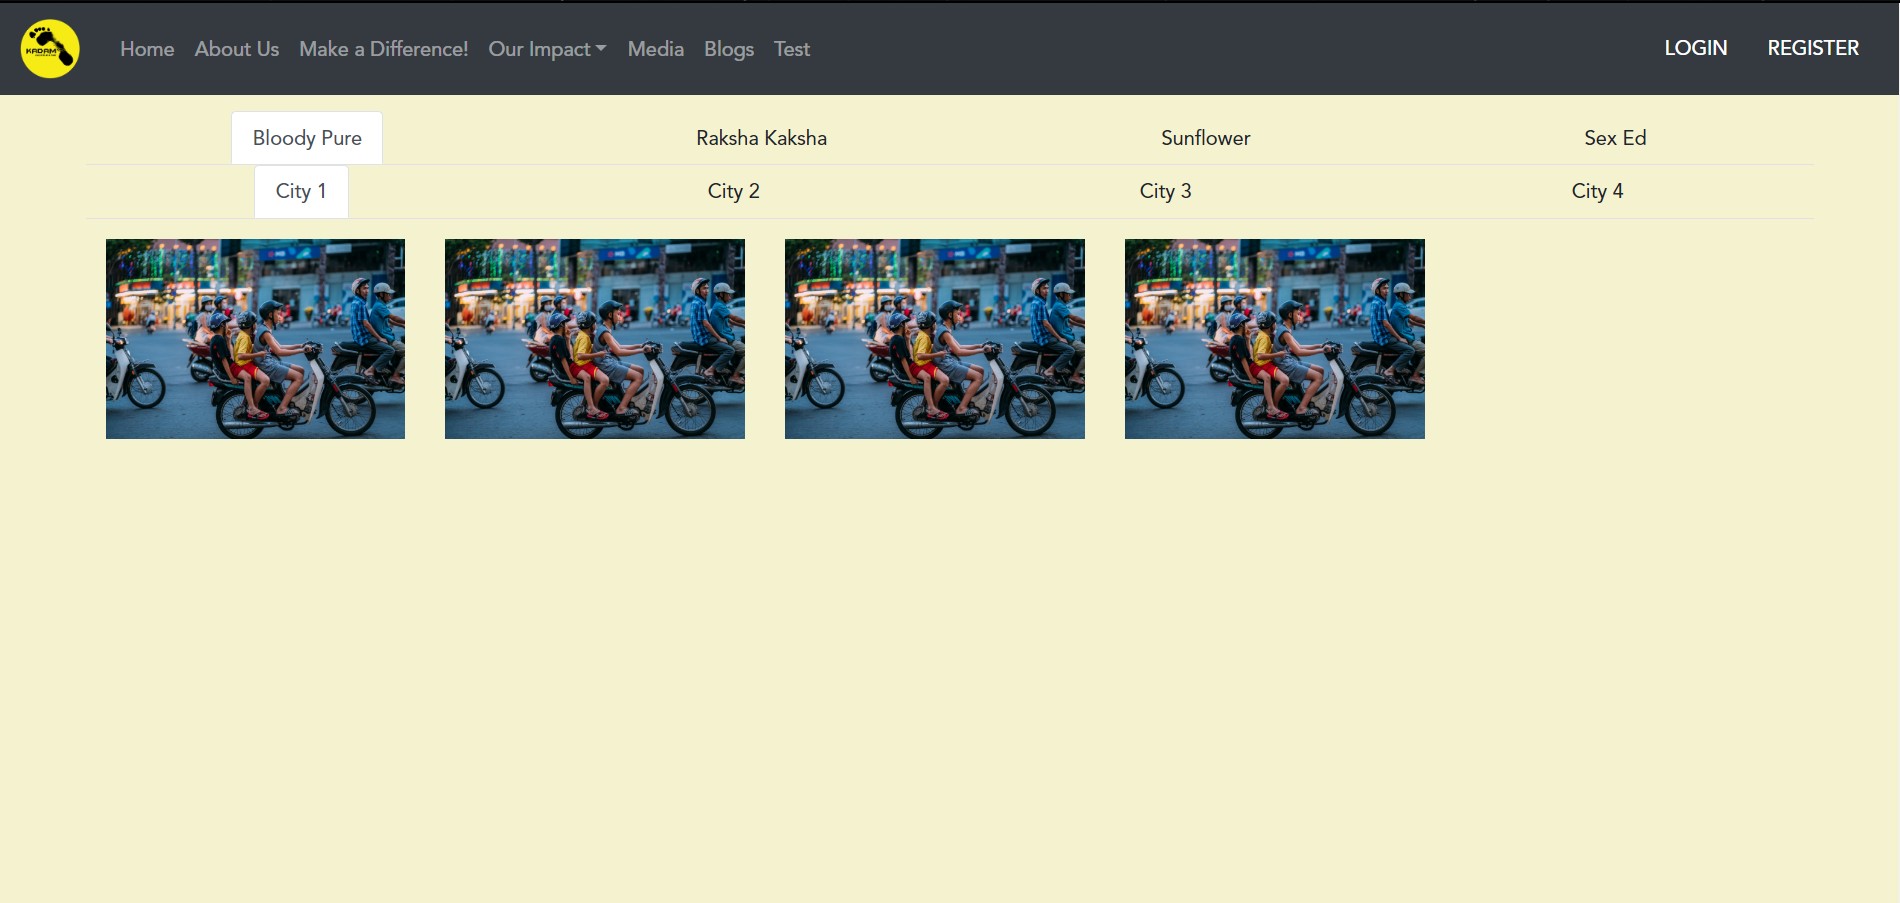 KADAM
Home About Us Make a Difference! Our Impact Media Blogs Test LOGIN REGISTER
Bloody Pure Raksha Kaksha Sunflower Sex Ed
City 1 City 2 City 3 City 4